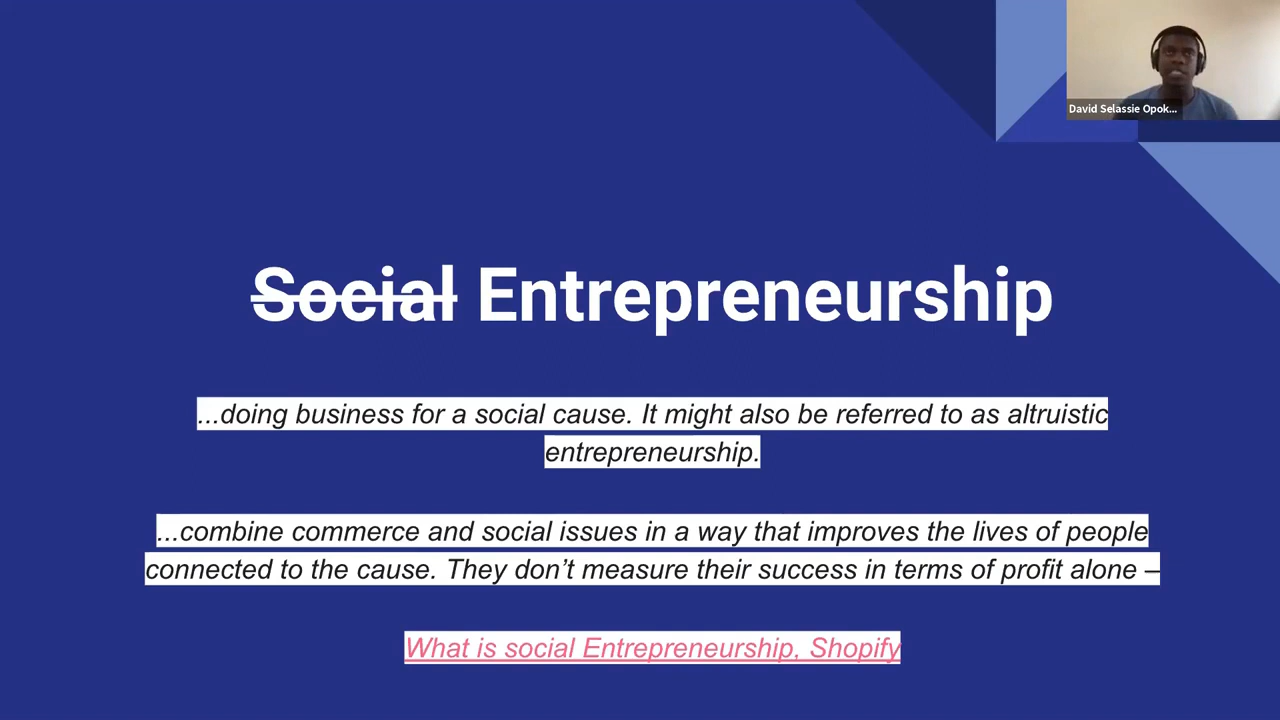 David Selassie Opok...
Social Entrepreneurship
...doing business for a social cause. It might also be referred to as altruistic
entrepreneurship.
...combine commerce and social issues in a way that improves the lives of people
connected to the cause. They don’t measure their success in terms of profit alone –
What is social Entrepreneurship, Shopify